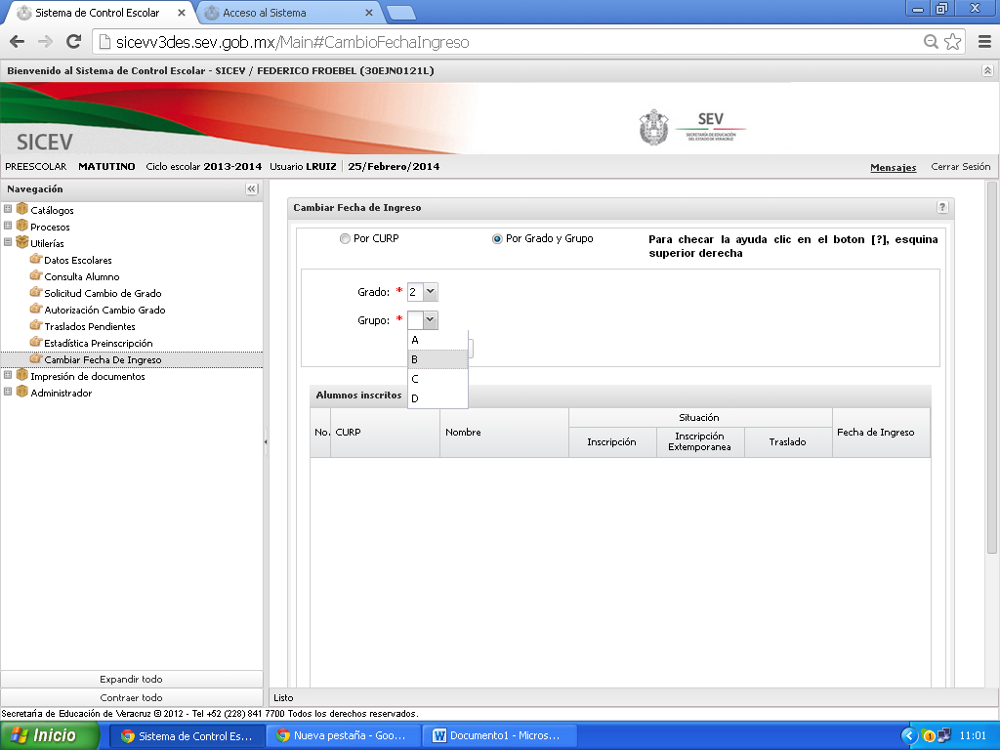 Sistema de Control Escolar
Acceso al Sistema
sicevv3des.sev.gob.mx/Main#CambioFechaIngreso
Bienvenido al Sistema de Control Escolar - SICEV / FEDERICO FROEBEL (30EJN0121L)
SICEV
SEV
SECRETARÍA DE EDUCACIÓN
DEL ESTADO DE VERACRUZ
PREESCOLAR MATUTINO Ciclo escolar 2013-2014 Usuario LRUIZ 25/Febrero/2014 Mensajes Cerrar Sesión
Navegación
Catálogos
Procesos
Utilerías
Datos Escolares
Consulta Alumno
Solicitud Cambio de Grado
Autorización Cambio Grado
Traslados Pendientes
Estadística Preinscripción
Cambiar Fecha De Ingreso
Impresión de documentos
Administrador
Expandir todo
Contraer todo
Cambiar Fecha de Ingreso ?
Por CURP
Por Grado y Grupo
Para checar la ayuda clic en el boton [?], esquina
superior derecha
Grado: * 2
Grupo: *
A
B
C
D
Alumnos inscritos
No. CURP Nombre Situación Fecha de Ingreso
Inscripción Inscripción Extemporanea Traslado
Listo
Secretaría de Educación de Veracruz © 2012 - Tel +52 (228) 841 7700 Todos los derechos reservados.
Inicio
Sistema de Control Es...
Nueva pestaña - Goo...
Documento1 - Micros...
11:01